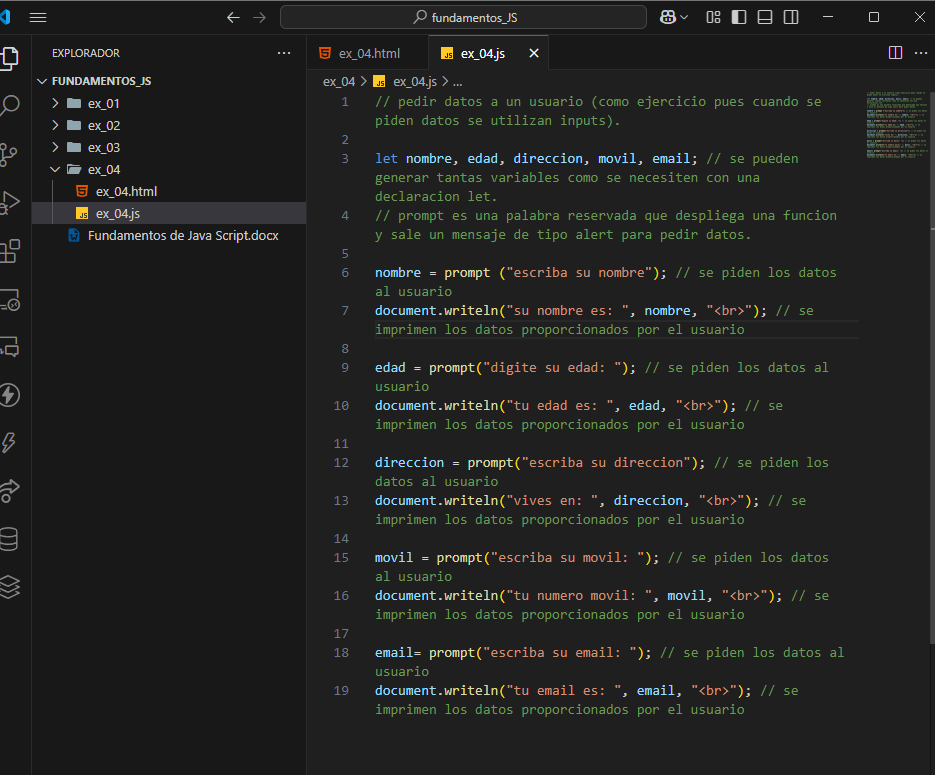 fundamentos_JS
EXPLORADOR
FUNDAMENTOS_JS
ex_01
ex_02
ex_03
ex_04
ex_04.html
ex_04.js
Fundamentos de Java Script.docx
ex_04.html
ex_04.js
ex_04 > ex_04.js > ...
1 // pedir datos a un usuario (como ejercicio pues cuando se
piden datos se utilizan inputs).
2
3 let nombre, edad, direccion, movil, email; // se pueden
generar tantas variables como se necesiten con una
declaracion let.
4 // prompt es una palabra reservada que despliega una funcion
y sale un mensaje de tipo alert para pedir datos.
5
6 nombre = prompt ("escriba su nombre"); // se piden los datos
al usuario
7 document.writeln("su nombre es: ", nombre, "<br>"); // se
imprimen los datos proporcionados por el usuario
8
9 edad = prompt("digite su edad: "); // se piden los datos al
usuario
10 document.writeln("tu edad es: ", edad, "<br>"); // se
imprimen los datos proporcionados por el usuario
11
12 direccion = prompt("escriba su direccion"); // se piden los
datos al usuario
13 document.writeln("vives en: ", direccion, "<br>"); // se
imprimen los datos proporcionados por el usuario
14
15 movil = prompt("escriba su movil: "); // se piden los datos
al usuario
16 document.writeln("tu numero movil: ", movil, "<br>"); // se
imprimen los datos proporcionados por el usuario
17
18 email= prompt("escriba su email: "); // se piden los datos al
usuario
19 document.writeln("tu email es: ", email, "<br>"); // se
imprimen los datos proporcionados por el usuario